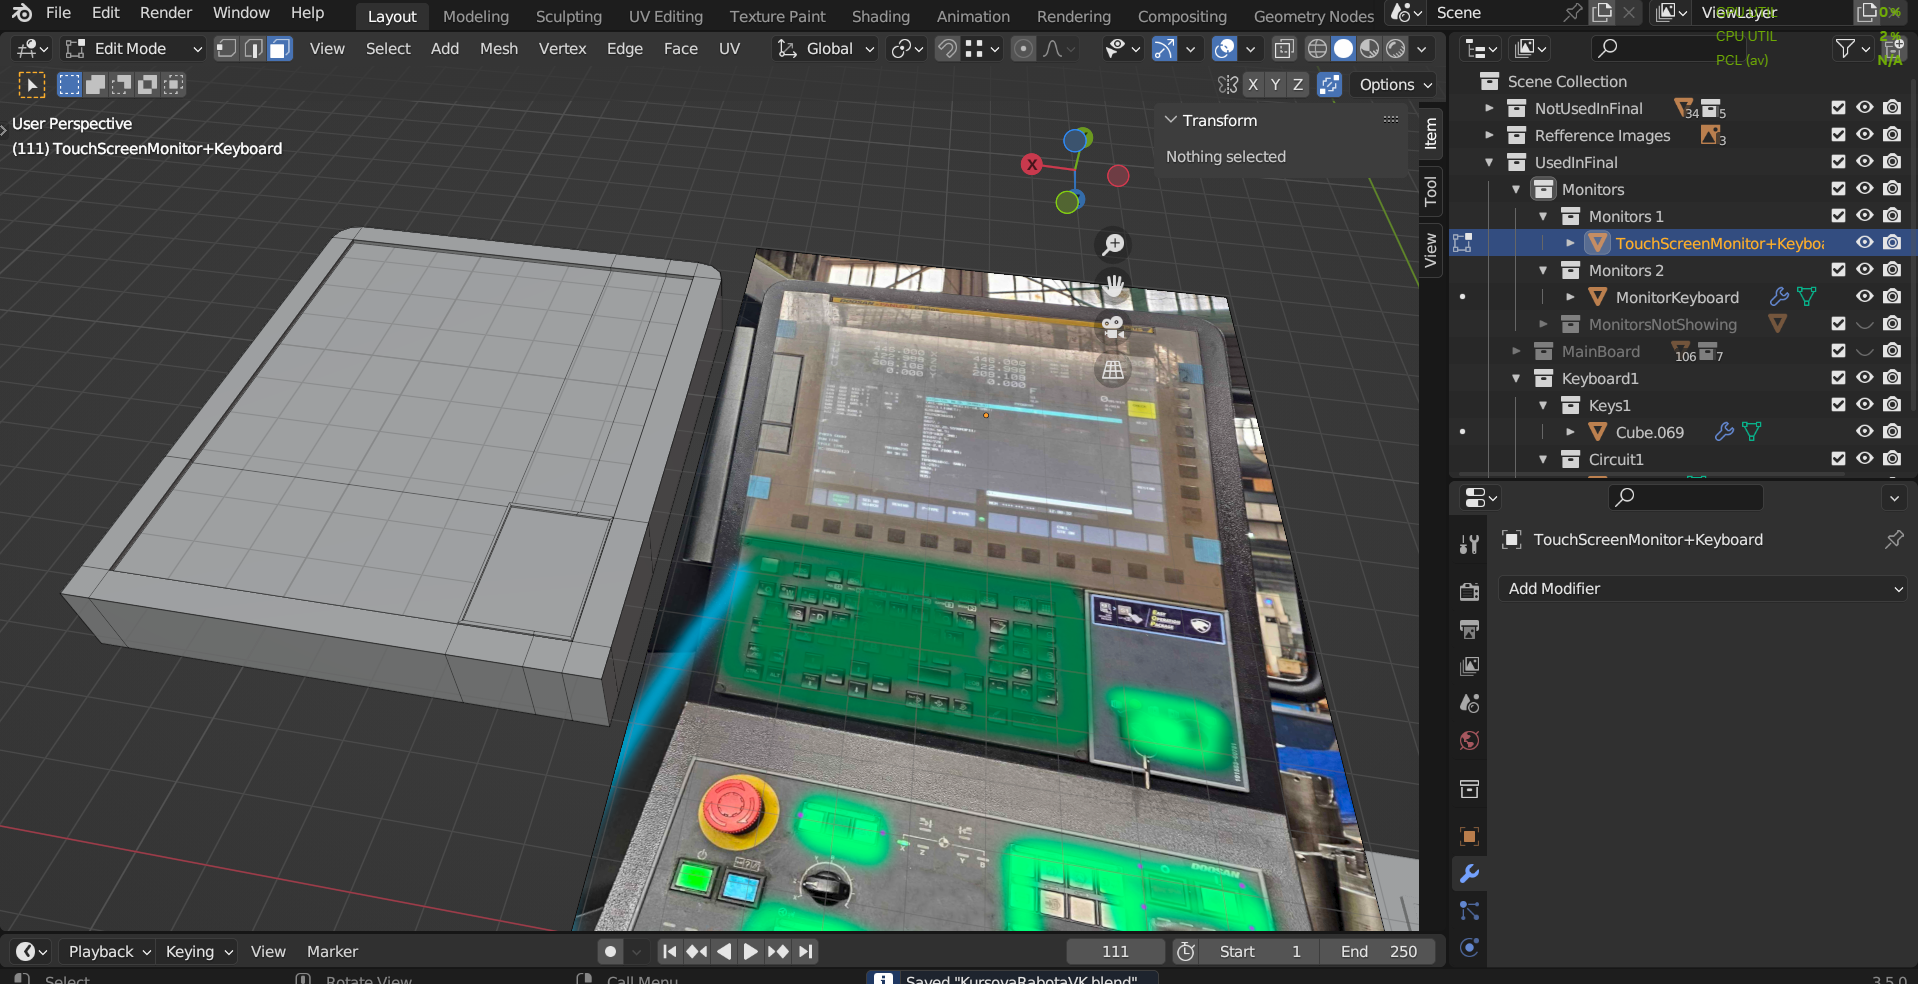 File Edit Render Window Help Layout Modeling Sculpting UV Editing Texture Paint Shading Animation Rendering Compositing Geometry Nodes Scene ViewLayer
0%
CPU UTIL 2%
PCL (av) N/A
Edit Mode View Select Add Mesh Vertex Edge Face UV Global
X Y Z Options
User Perspective
(111) TouchScreenMonitor+Keyboard
Transform
Nothing selected
Item
Tool
View
X
Scene Collection
NotUsedInFinal 34 5
Refference Images 3
UsedInFinal
Monitors
Monitors 1
TouchScreenMonitor+Keyboa
Monitors 2
MonitorKeyboard
MonitorsNotShowing
MainBoard 106 7
Keyboard1
Keys1
Cube.069
Circuit1
TouchScreenMonitor+Keyboard
Add Modifier
DOOSAN
Playback Keying View Marker 111 Start 1 End 250
Select Rotate View Call Menu Saved "KursovaRabotaVK.blend" 3.5.0